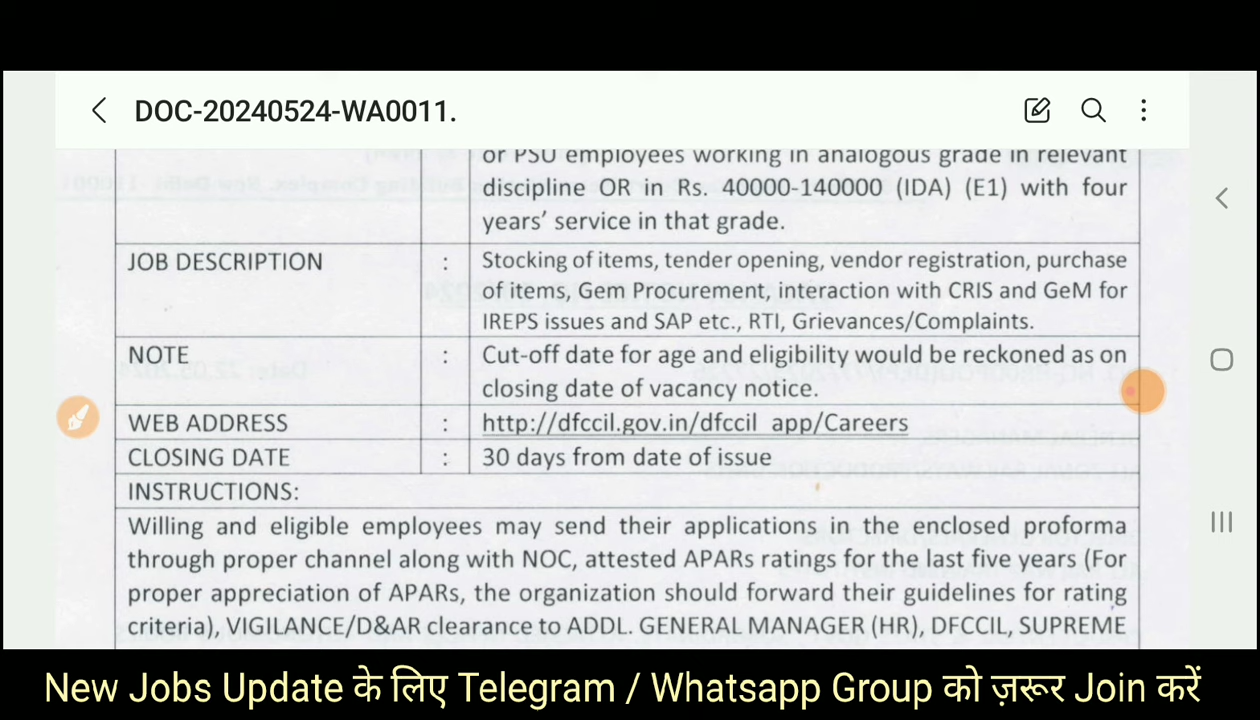 DOC-20240524-WA0011.
or PSU employees working in analogous grade in relevant
discipline OR in Rs. 40000-140000 (IDA) (E1) with four
years' service in that grade.
JOB DESCRIPTION : Stocking of items, tender opening, vendor registration, purchase
of items, Gem Procurement, interaction with CRIS and GeM for
IREPS issues and SAP etc., RTI, Grievances/Complaints.
NOTE : Cut-off date for age and eligibility would be reckoned as on
closing date of vacancy notice.
WEB ADDRESS : http://dfccil.gov.in/dfccil_app/Careers
CLOSING DATE : 30 days from date of issue
INSTRUCTIONS:
Willing and eligible employees may send their applications in the enclosed proforma
through proper channel along with NOC, attested APARs ratings for the last five years (For
proper appreciation of APARs, the organization should forward their guidelines for rating
criteria), VIGILANCE/D&AR clearance to ADDL. GENERAL MANAGER (HR), DFCCIL, SUPREME
New Jobs Update के लिए Telegram / Whatsapp Group को ज़रूर Join करें